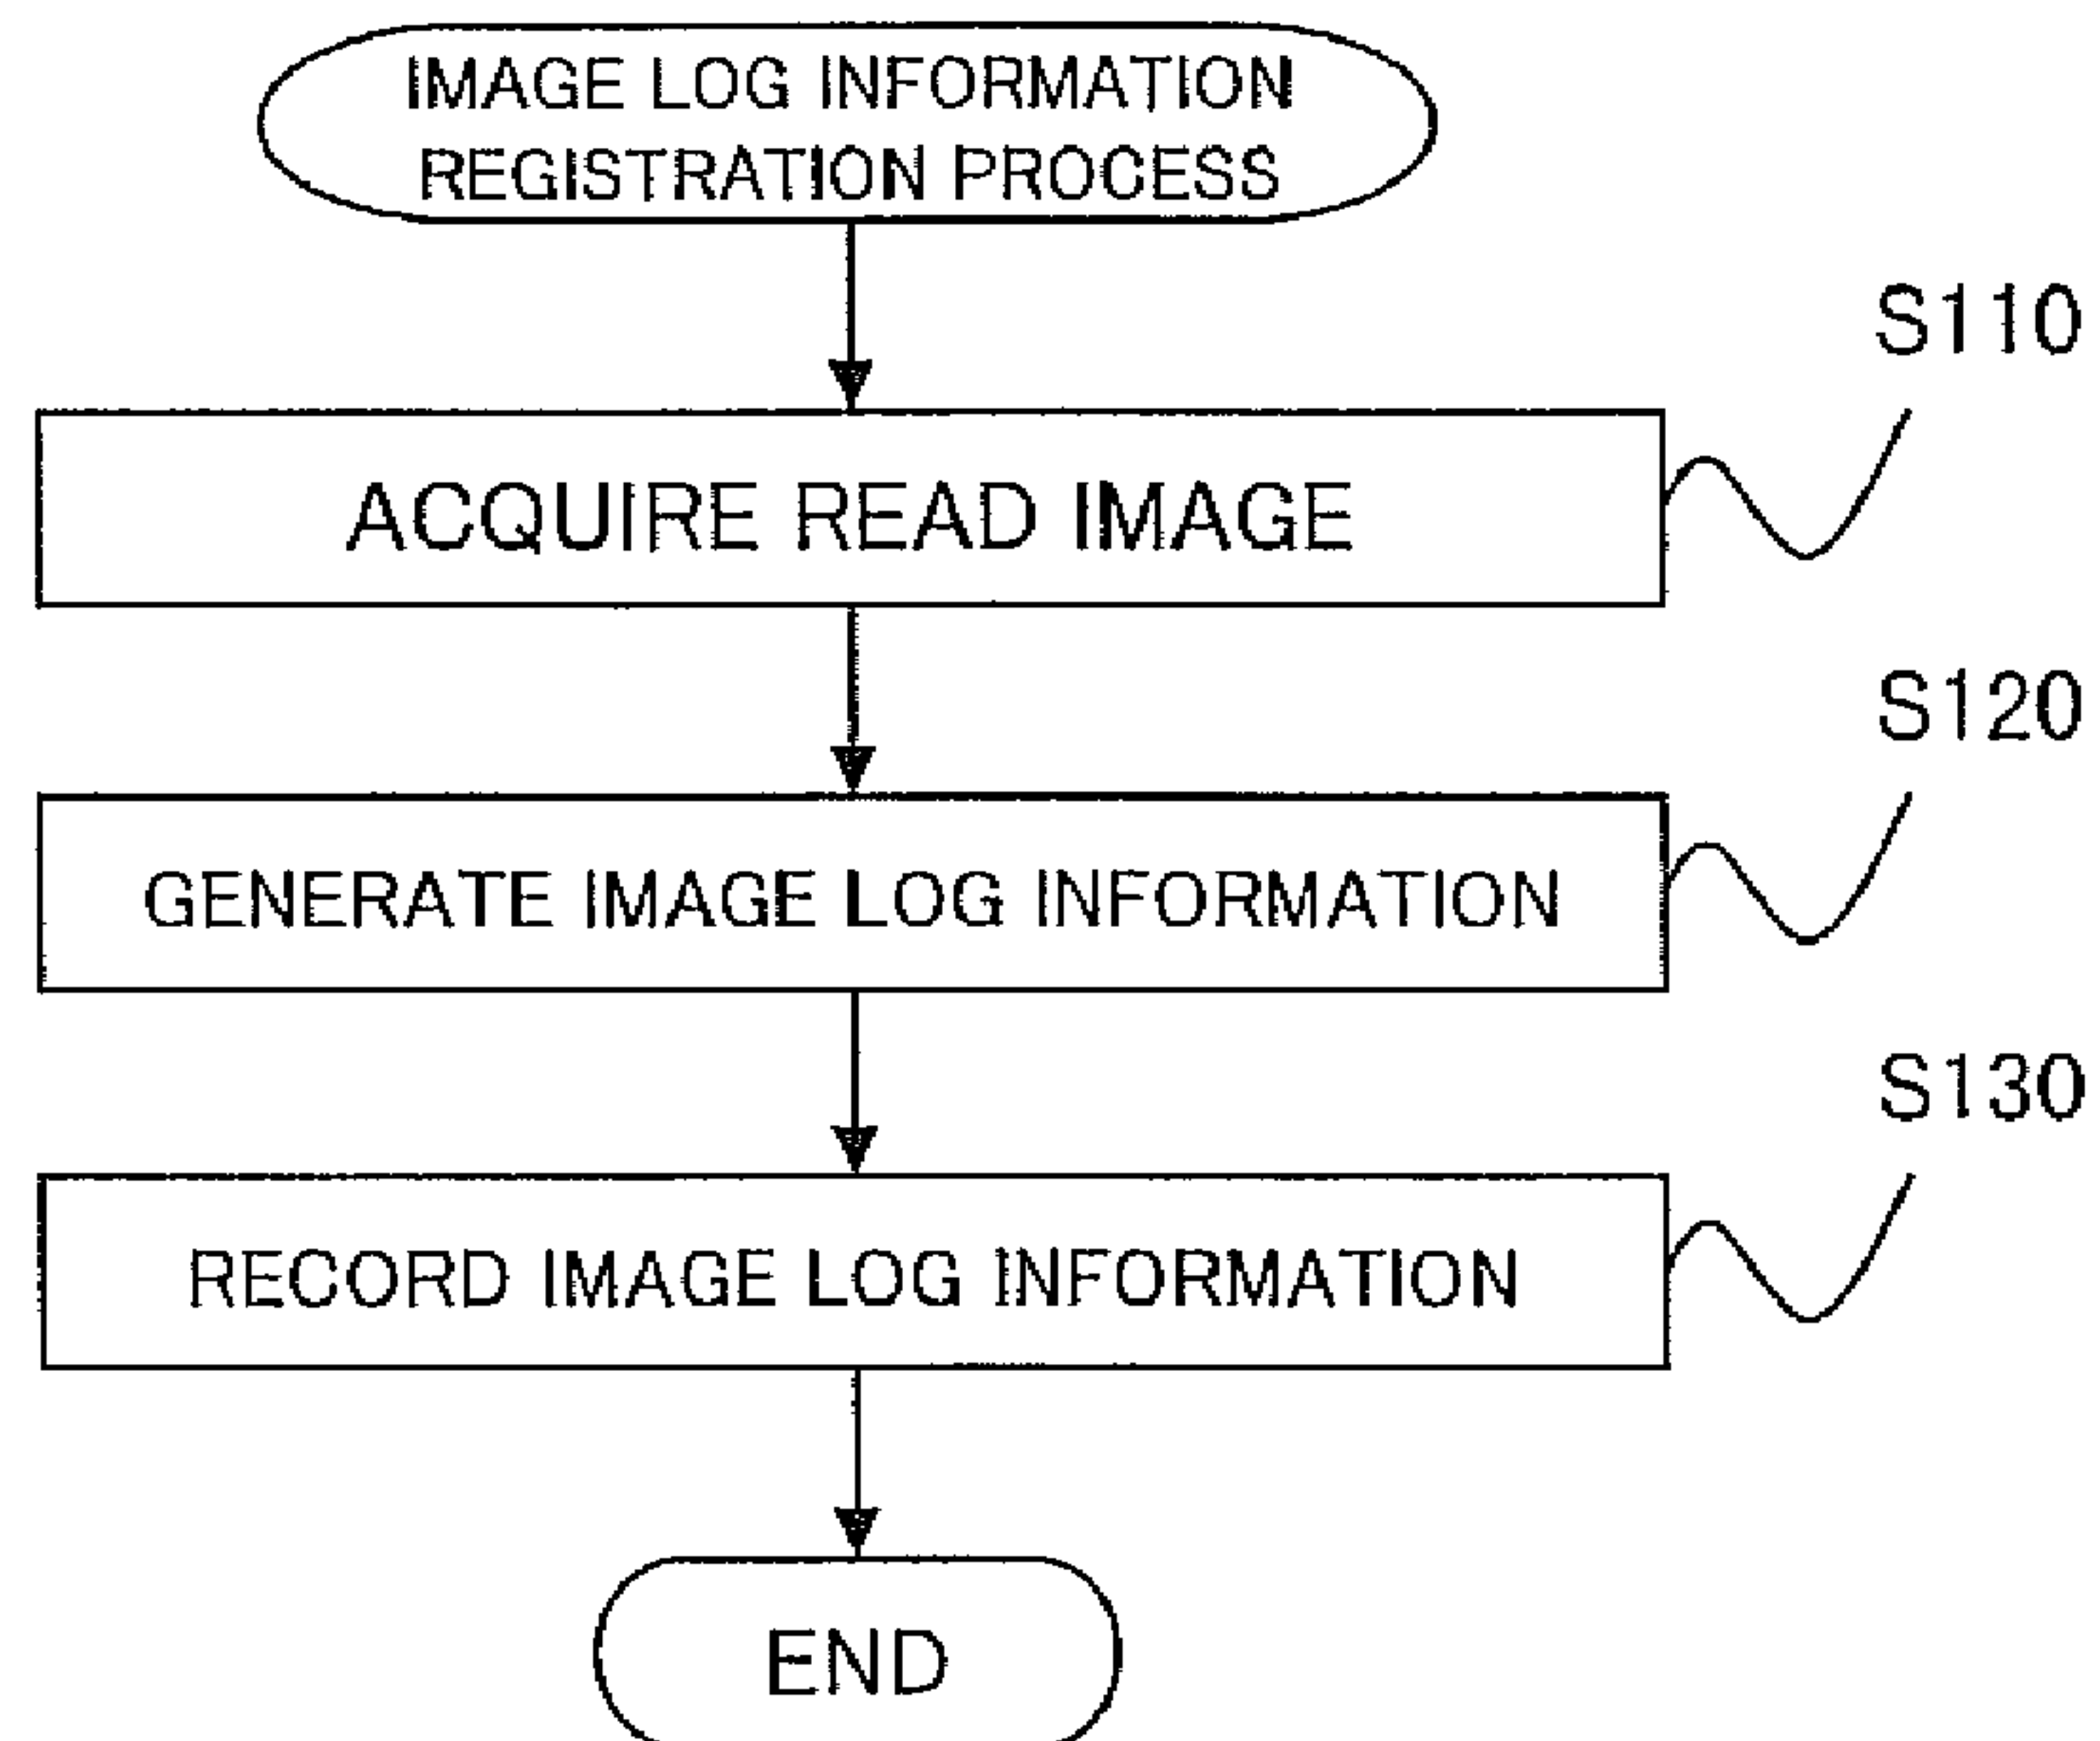 IMAGE LOG INFORMATION
REGISTRATION PROCESS
S110
ACQUIRE READ IMAGE
S120
GENERATE IMAGE LOG INFORMATION
S130
RECORD IMAGE LOG INFORMATION
END